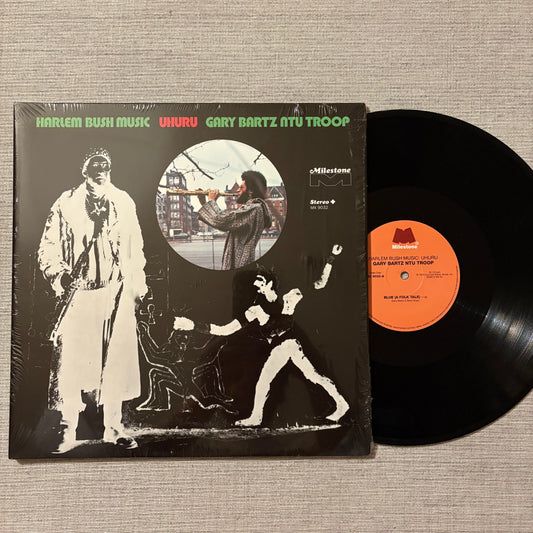 HARLEM BUSH MUSIC UHURU GARY BARTZ NTU TROOP
Milestone
M
Stereo
MX 9032
Milestone
HARLEM BUSH MUSIC UHURU
GARY BARTZ NTU TROOP
BLUE (A FOLK TALE)